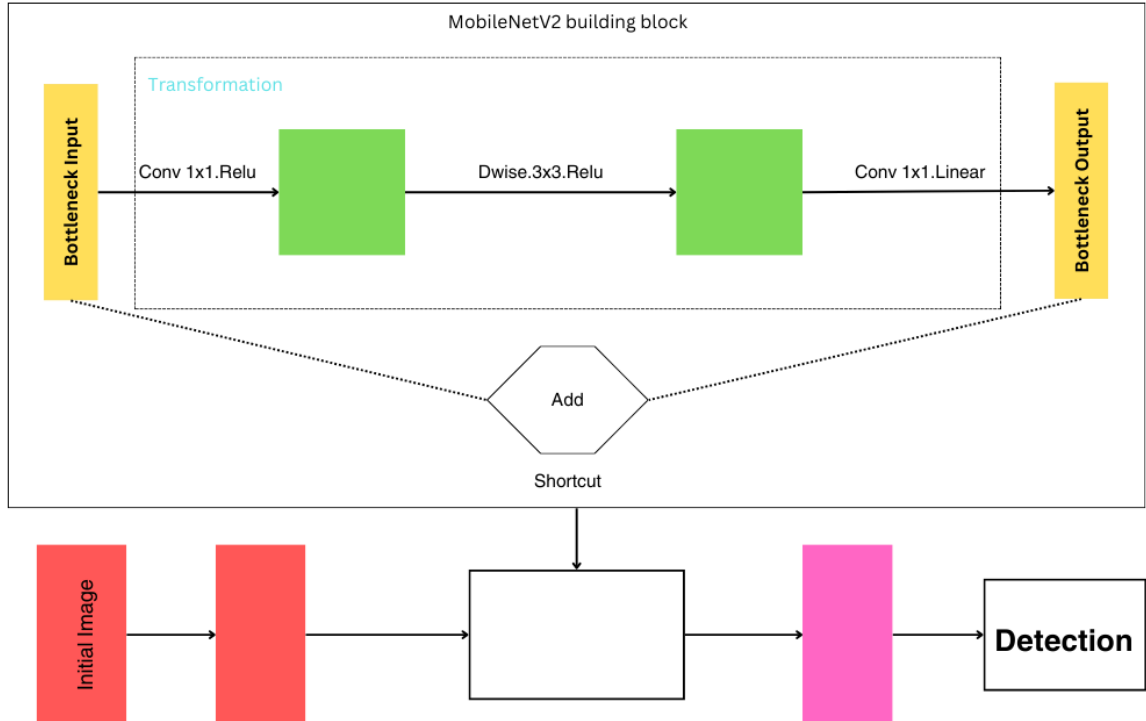 MobileNetV2 building block
Transformation
Bottleneck Input
Conv 1x1.Relu
Dwise.3x3.Relu
Conv 1x1.Linear
Bottleneck Output
Add
Shortcut
Initial Image
Detection